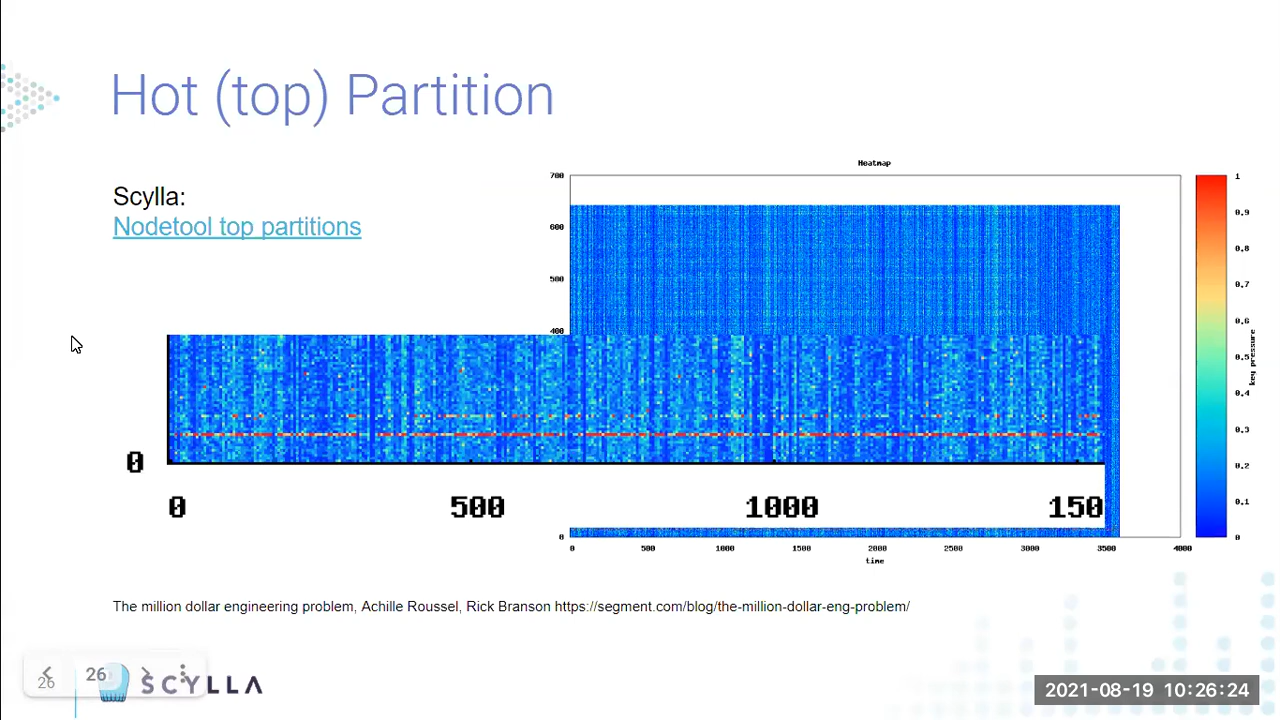 Hot (top) Partition
Scylla:
Nodetool top partitions
Heatmap
700
600
500
400
0
0 500 1000 1500 2000 2500 3000 3500 4000
time
1
0.9
0.8
0.7
0.6
0.5
0.4
0.3
0.2
0.1
0
key pressure
0
0 500 1000 150
The million dollar engineering problem, Achille Roussel, Rick Branson https://segment.com/blog/the-million-dollar-eng-problem/
26
26
SCYLLA
2021-08-19 10:26:24